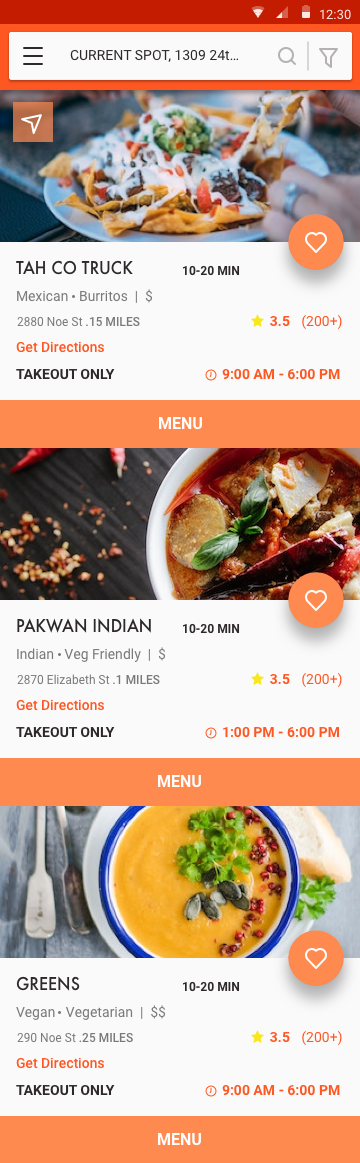 12:30
CURRENT SPOT, 1309 24t...
TAH CO TRUCK
10-20 MIN
Mexican • Burritos | $
2880 Noe St .15 MILES
3.5 (200+)
Get Directions
TAKEOUT ONLY
9:00 AM - 6:00 PM
MENU
PAKWAN INDIAN
10-20 MIN
Indian • Veg Friendly | $
2870 Elizabeth St .1 MILES
3.5 (200+)
Get Directions
TAKEOUT ONLY
1:00 PM - 6:00 PM
MENU
GREENS
10-20 MIN
Vegan • Vegetarian | $$
290 Noe St .25 MILES
3.5 (200+)
Get Directions
TAKEOUT ONLY
9:00 AM - 6:00 PM
MENU